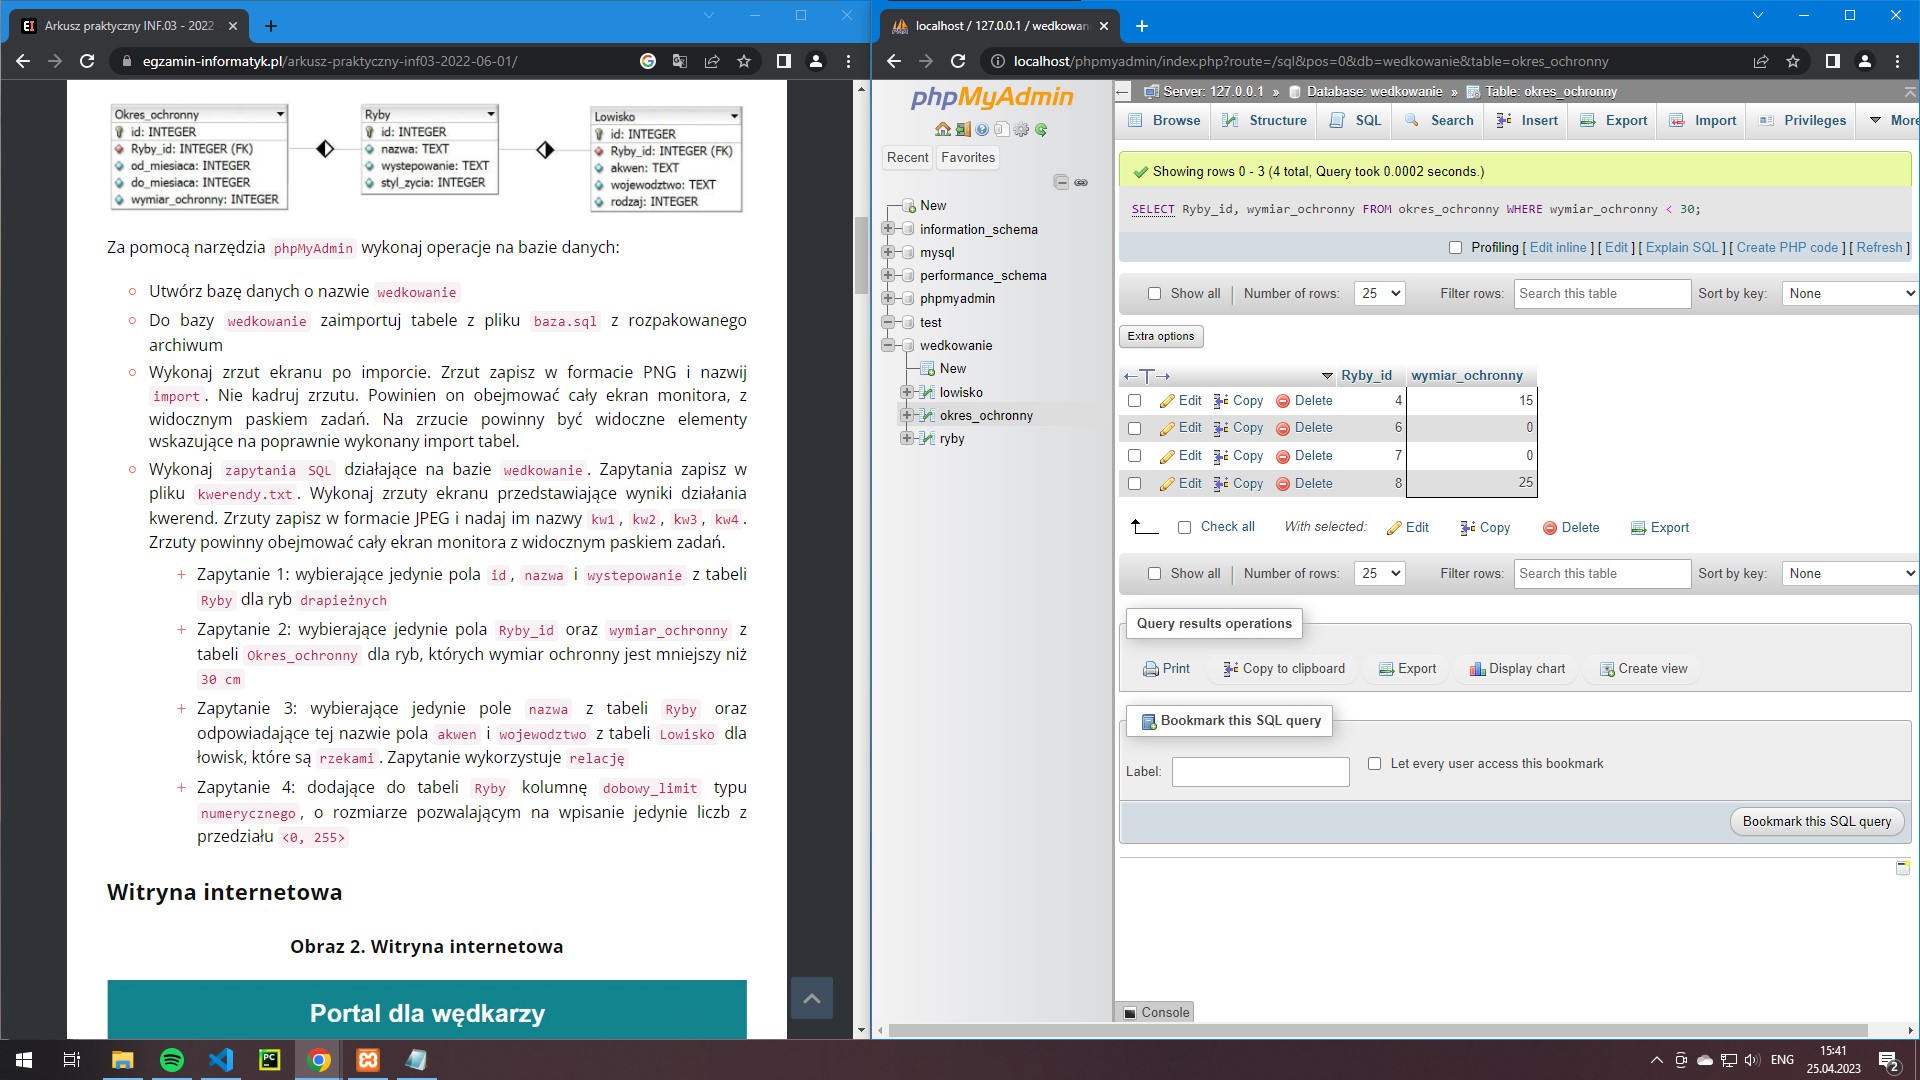 Arkusz praktyczny INF.03 - 2022
egzamin-informatyk.pl/arkusz-praktyczny-inf03-2022-06-01/
Okres_ochronny
id: INTEGER
Ryby_id: INTEGER (FK)
od_miesiaca: INTEGER
do_miesiaca: INTEGER
wymiar_ochronny: INTEGER
Ryby
id: INTEGER
nazwa: TEXT
wystepowanie: TEXT
styl_zycia: INTEGER
Lowisko
id: INTEGER
Ryby_id: INTEGER (FK)
akwen: TEXT
wojewodztwo: TEXT
rodzaj: INTEGER
Za pomocą narzędzia phpMyAdmin wykonaj operacje na bazie danych:
Utwórz bazę danych o nazwie wedkowanie
Do bazy wedkowanie zaimportuj tabele z pliku baza.sql z rozpakowanego
archiwum
Wykonaj zrzut ekranu po imporcie. Zrzut zapisz w formacie PNG i nazwij
import. Nie kadruj zrzutu. Powinien on obejmować cały ekran monitora, z
widocznym paskiem zadań. Na zrzucie powinny być widoczne elementy
wskazujące na poprawnie wykonany import tabel.
Wykonaj zapytania SQL działające na bazie wedkowanie. Zapytania zapisz w
pliku kwerendy.txt. Wykonaj zrzuty ekranu przedstawiające wyniki działania
kwerend. Zrzuty zapisz w formacie JPEG i nadaj im nazwy kw1, kw2, kw3, kw4.
Zrzuty powinny obejmować cały ekran monitora z widocznym paskiem zadań.
+ Zapytanie 1: wybierające jedynie pola id, nazwa i wystepowanie z tabeli
Ryby dla ryb drapieżnych
+ Zapytanie 2: wybierające jedynie pola Ryby_id oraz wymiar_ochronny z
tabeli Okres_ochronny dla ryb, których wymiar ochronny jest mniejszy niż
30 cm
+ Zapytanie 3: wybierające jedynie pole nazwa z tabeli Ryby oraz
odpowiadające tej nazwie pola akwen i wojewodztwo z tabeli Lowisko dla
łowisk, które są rzekami. Zapytanie wykorzystuje relację
+ Zapytanie 4: dodające do tabeli Ryby kolumnę dobowy_limit typu
numerycznego, o rozmiarze pozwalającym na wpisanie jedynie liczb z
przedziału <0, 255>
Witryna internetowa
Obraz 2. Witryna internetowa
Portal dla wędkarzy
localhost / 127.0.0.1 / wedkowan
localhost/phpmyadmin/index.php?route=/sql&pos=0&db=wedkowanie&table=okres_ochronny
phpMyAdmin
Recent Favorites
New
information_schema
mysql
performance_schema
phpmyadmin
test
wedkowanie
New
lowisko
okres_ochronny
ryby
Server: 127.0.0.1 » Database: wedkowanie » Table: okres_ochronny
Browse Structure SQL Search Insert Export Import Privileges More
Showing rows 0 - 3 (4 total, Query took 0.0002 seconds.)
SELECT Ryby_id, wymiar_ochronny FROM okres_ochronny WHERE wymiar_ochronny < 30;
Profiling [ Edit inline ] [ Edit ] [ Explain SQL ] [ Create PHP code ] [ Refresh ]
Show all Number of rows: 25 Filter rows: Search this table Sort by key: None
Extra options
Ryby_id wymiar_ochronny
Edit Copy Delete 4 15
Edit Copy Delete 6 0
Edit Copy Delete 7 0
Edit Copy Delete 8 25
Check all With selected: Edit Copy Delete Export
Show all Number of rows: 25 Filter rows: Search this table Sort by key: None
Query results operations
Print Copy to clipboard Export Display chart Create view
Bookmark this SQL query
Label: Let every user access this bookmark
Bookmark this SQL query
Console
ENG
15:41
25.04.2023
2